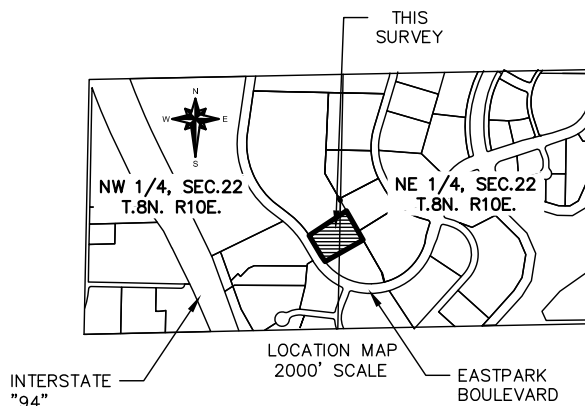 THIS
SURVEY
N
W E
S
NW 1/4, SEC.22
T.8N. R10E.
NE 1/4, SEC.22
T.8N. R10E.
LOCATION MAP
2000' SCALE
INTERSTATE
"94"
EASTPARK
BOULEVARD